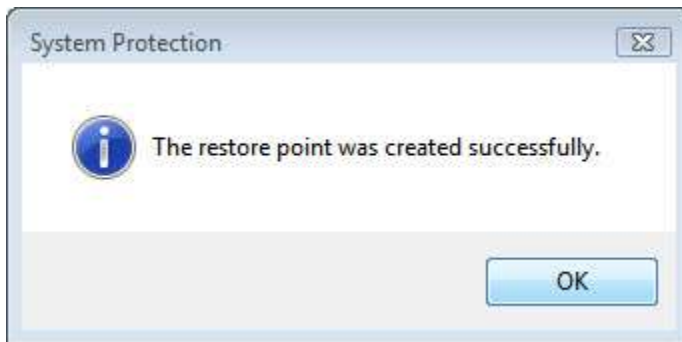 System Protection
The restore point was created successfully.
OK